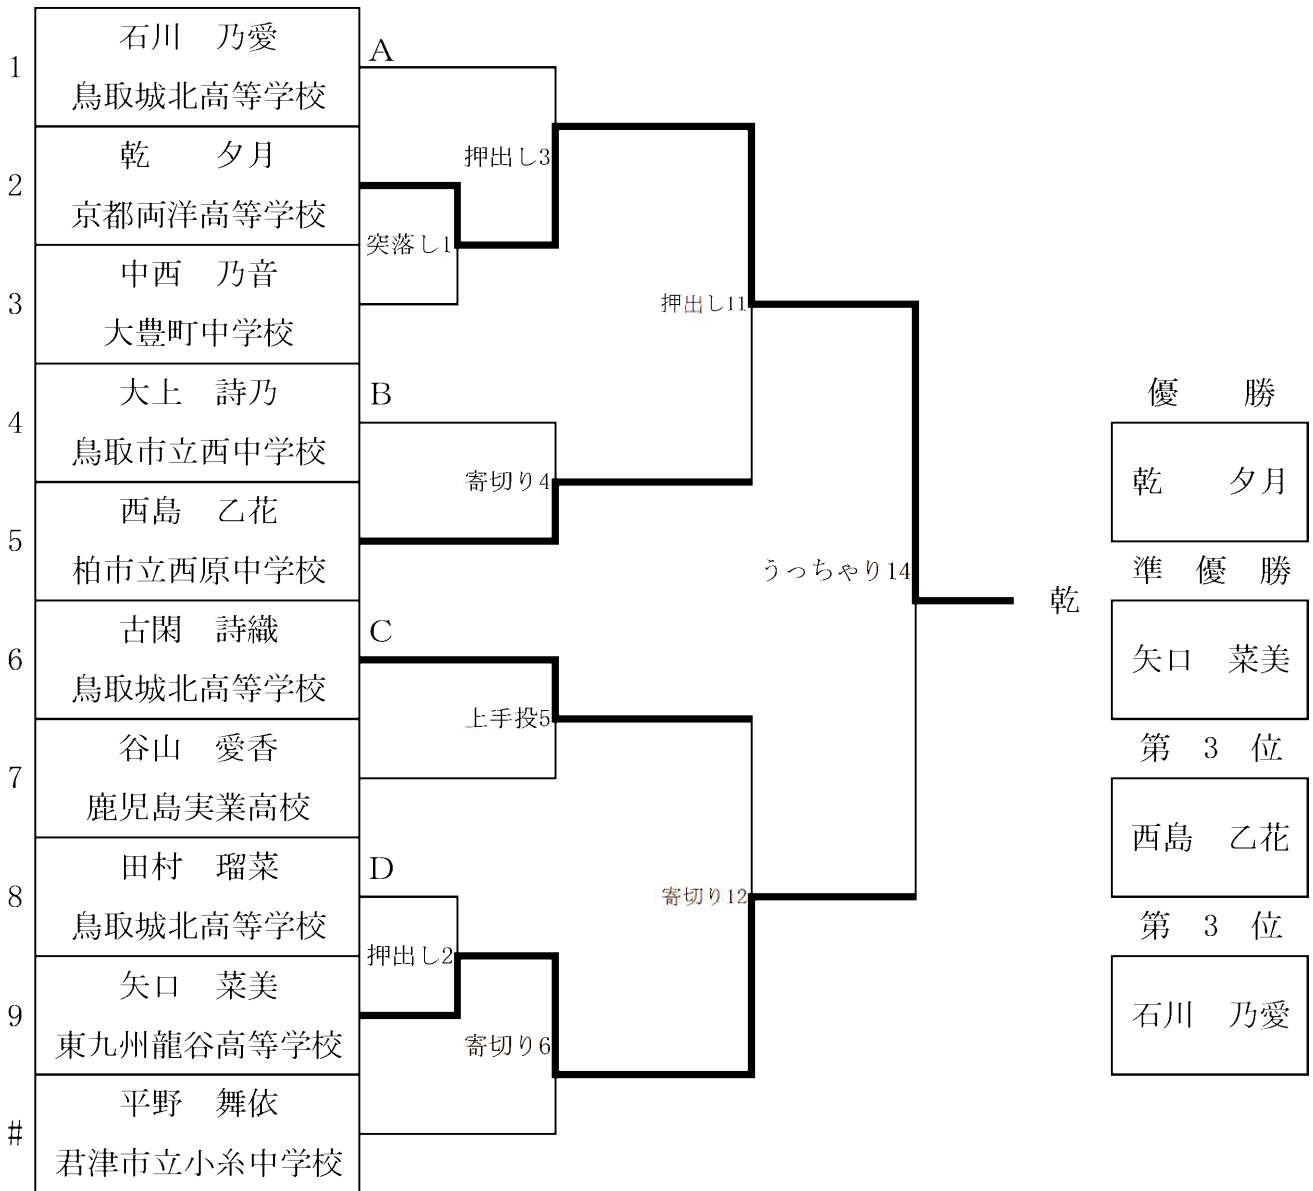 1
石川　乃愛
鳥取城北高等学校
A
2
乾　　夕月
京都両洋高等学校
押出し3
突落し1
3
中西　乃音
大豊町中学校
押出し11
4
大上　詩乃
鳥取市立西中学校
B
5
西島　乙花
柏市立西原中学校
寄切り4
うっちゃり14
乾
6
古閑　詩織
鳥取城北高等学校
C
7
谷山　愛香
鹿児島実業高校
上手投5
8
田村　瑠菜
鳥取城北高等学校
D
寄切り12
押出し2
9
矢口　菜美
東九州龍谷高等学校
寄切り6
#
平野　舞依
君津市立小糸中学校
優　勝
乾　　夕月
準　優　勝
矢口　菜美
第　3　位
西島　乙花
第　3　位
石川　乃愛